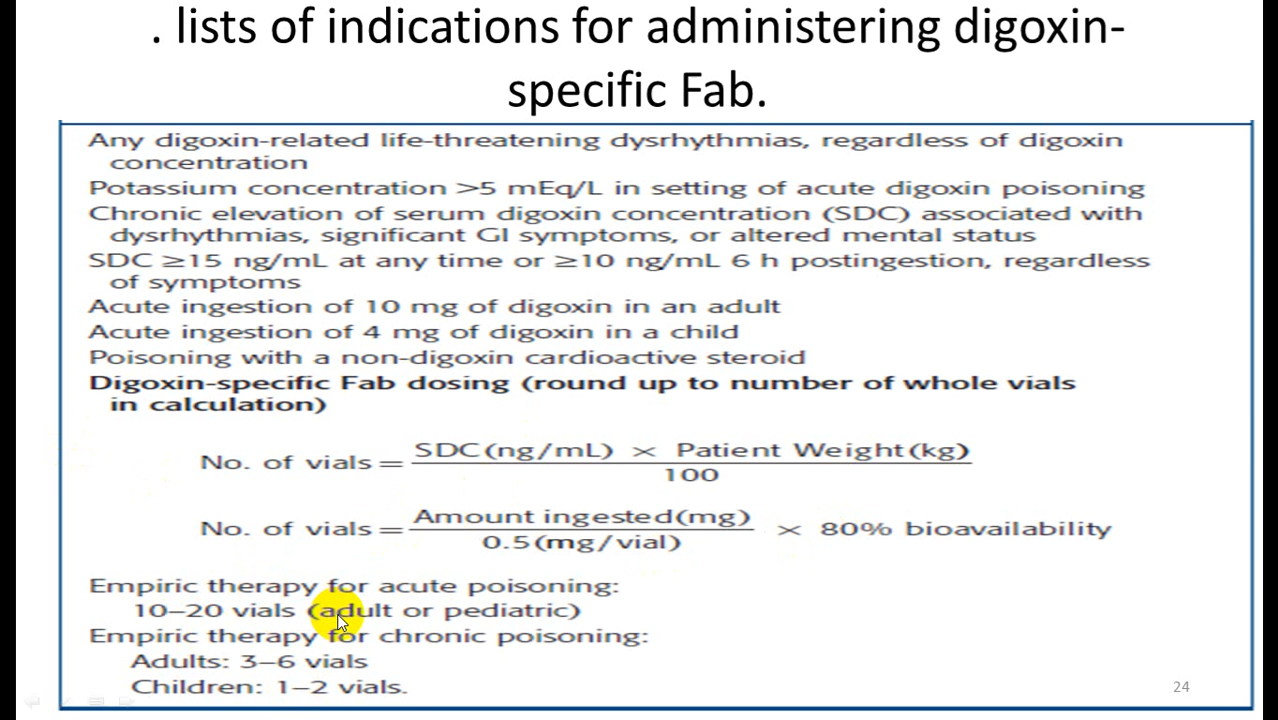 . lists of indications for administering digoxin-
specific Fab.
Any digoxin-related life-threatening dysrhythmias, regardless of digoxin
concentration
Potassium concentration >5 mEq/L in setting of acute digoxin poisoning
Chronic elevation of serum digoxin concentration (SDC) associated with
dysrhythmias, significant GI symptoms, or altered mental status
SDC ≥15 ng/mL at any time or ≥10 ng/mL 6 h postingestion, regardless
of symptoms
Acute ingestion of 10 mg of digoxin in an adult
Acute ingestion of 4 mg of digoxin in a child
Poisoning with a non-digoxin cardioactive steroid
Digoxin-specific Fab dosing (round up to number of whole vials
in calculation)
No. of vials = SDC(ng/mL) × Patient Weight(kg)
100
No. of vials = Amount ingested(mg) × 80% bioavailability
0.5(mg/vial)
Empiric therapy for acute poisoning:
10–20 vials (adult or pediatric)
Empiric therapy for chronic poisoning:
Adults: 3–6 vials
Children: 1–2 vials.
24